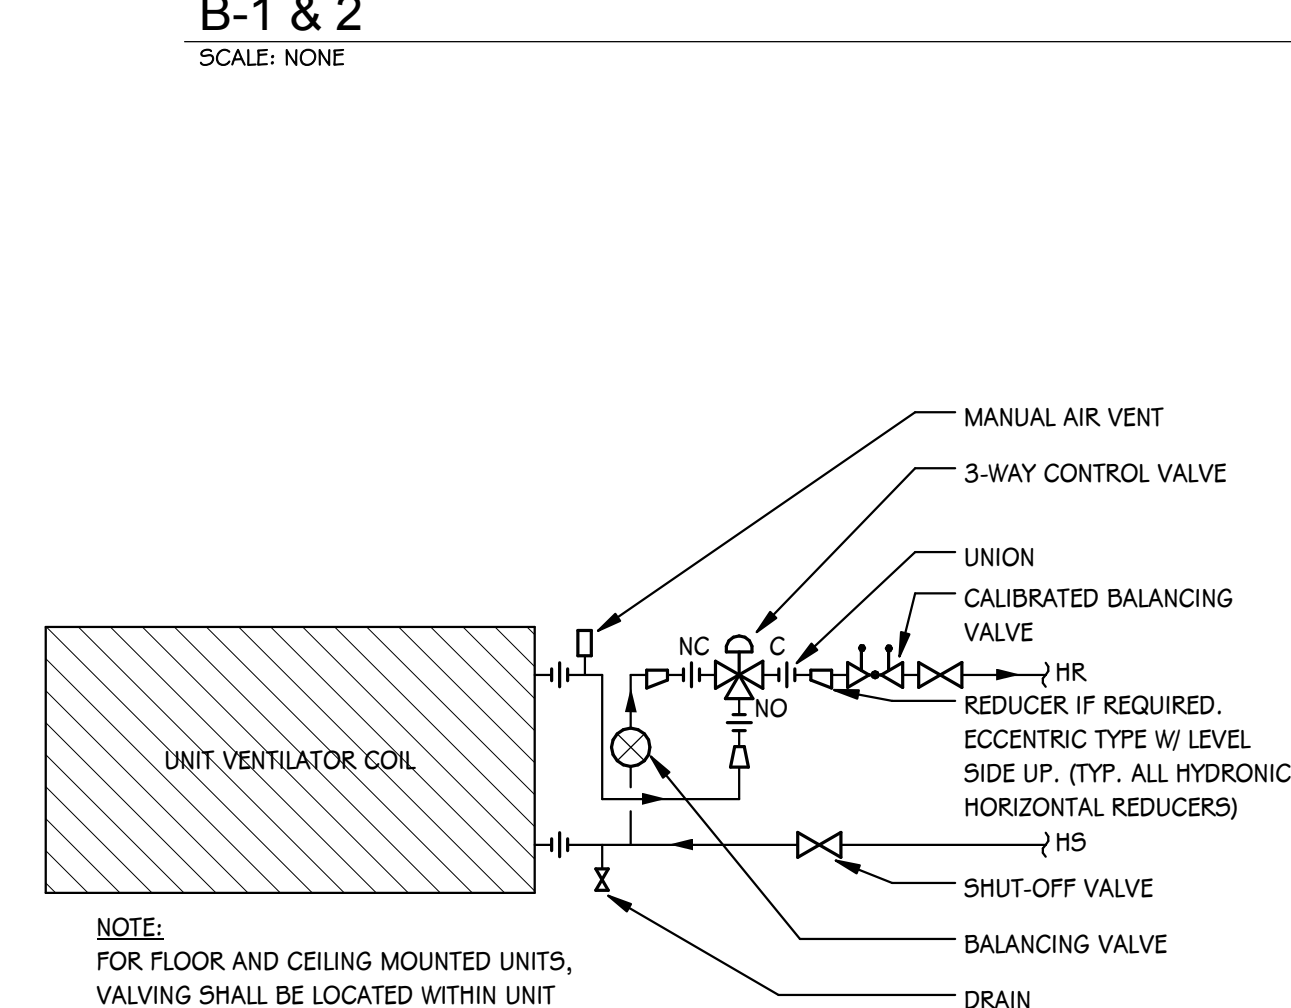 B-1 & 2
SCALE: NONE
MANUAL AIR VENT
3-WAY CONTROL VALVE
UNION
CALIBRATED BALANCING
VALVE
NC
C
NO
HR
REDUCER IF REQUIRED.
ECCENTRIC TYPE W/ LEVEL
SIDE UP. (TYP. ALL HYDRONIC
HORIZONTAL REDUCERS)
UNIT VENTILATOR COIL
HS
SHUT-OFF VALVE
BALANCING VALVE
DRAIN
NOTE:
FOR FLOOR AND CEILING MOUNTED UNITS,
VALVING SHALL BE LOCATED WITHIN UNIT